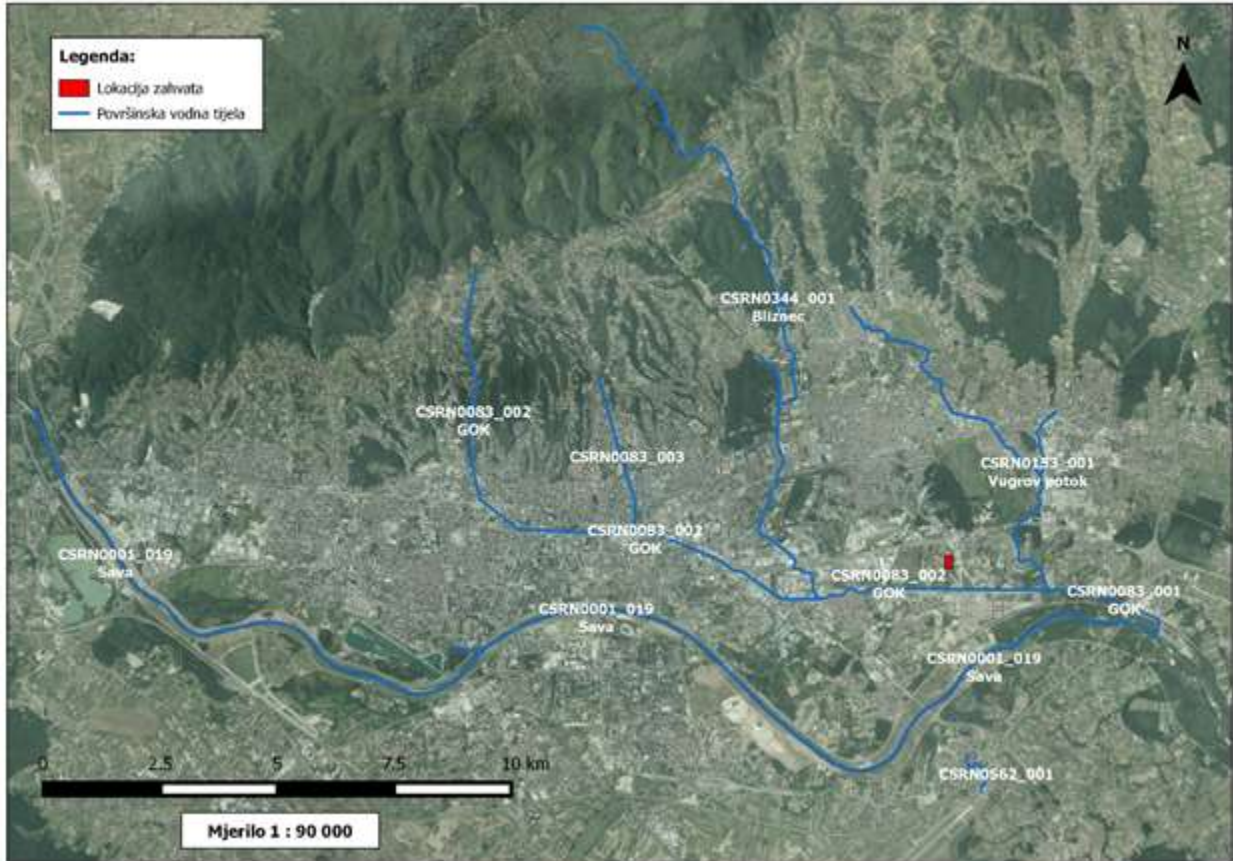 Legenda:
Lokacija zahvata
Površinska vodna tijela
N
CSRN0344_001
Bliznec
CSRN0083_002
GOK
CSRN0083_003
CSRN0153_001
Vugrov potok
CSRN0083_002
GOK
CSRN0001_019
Sava
CSRN0083_002
GOK
CSRN0083_001
GOK
CSRN0001_019
Sava
CSRN0001_019
Sava
CSRN0562_001
0 2.5 5 7.5 10 km
Mjerilo 1 : 90 000